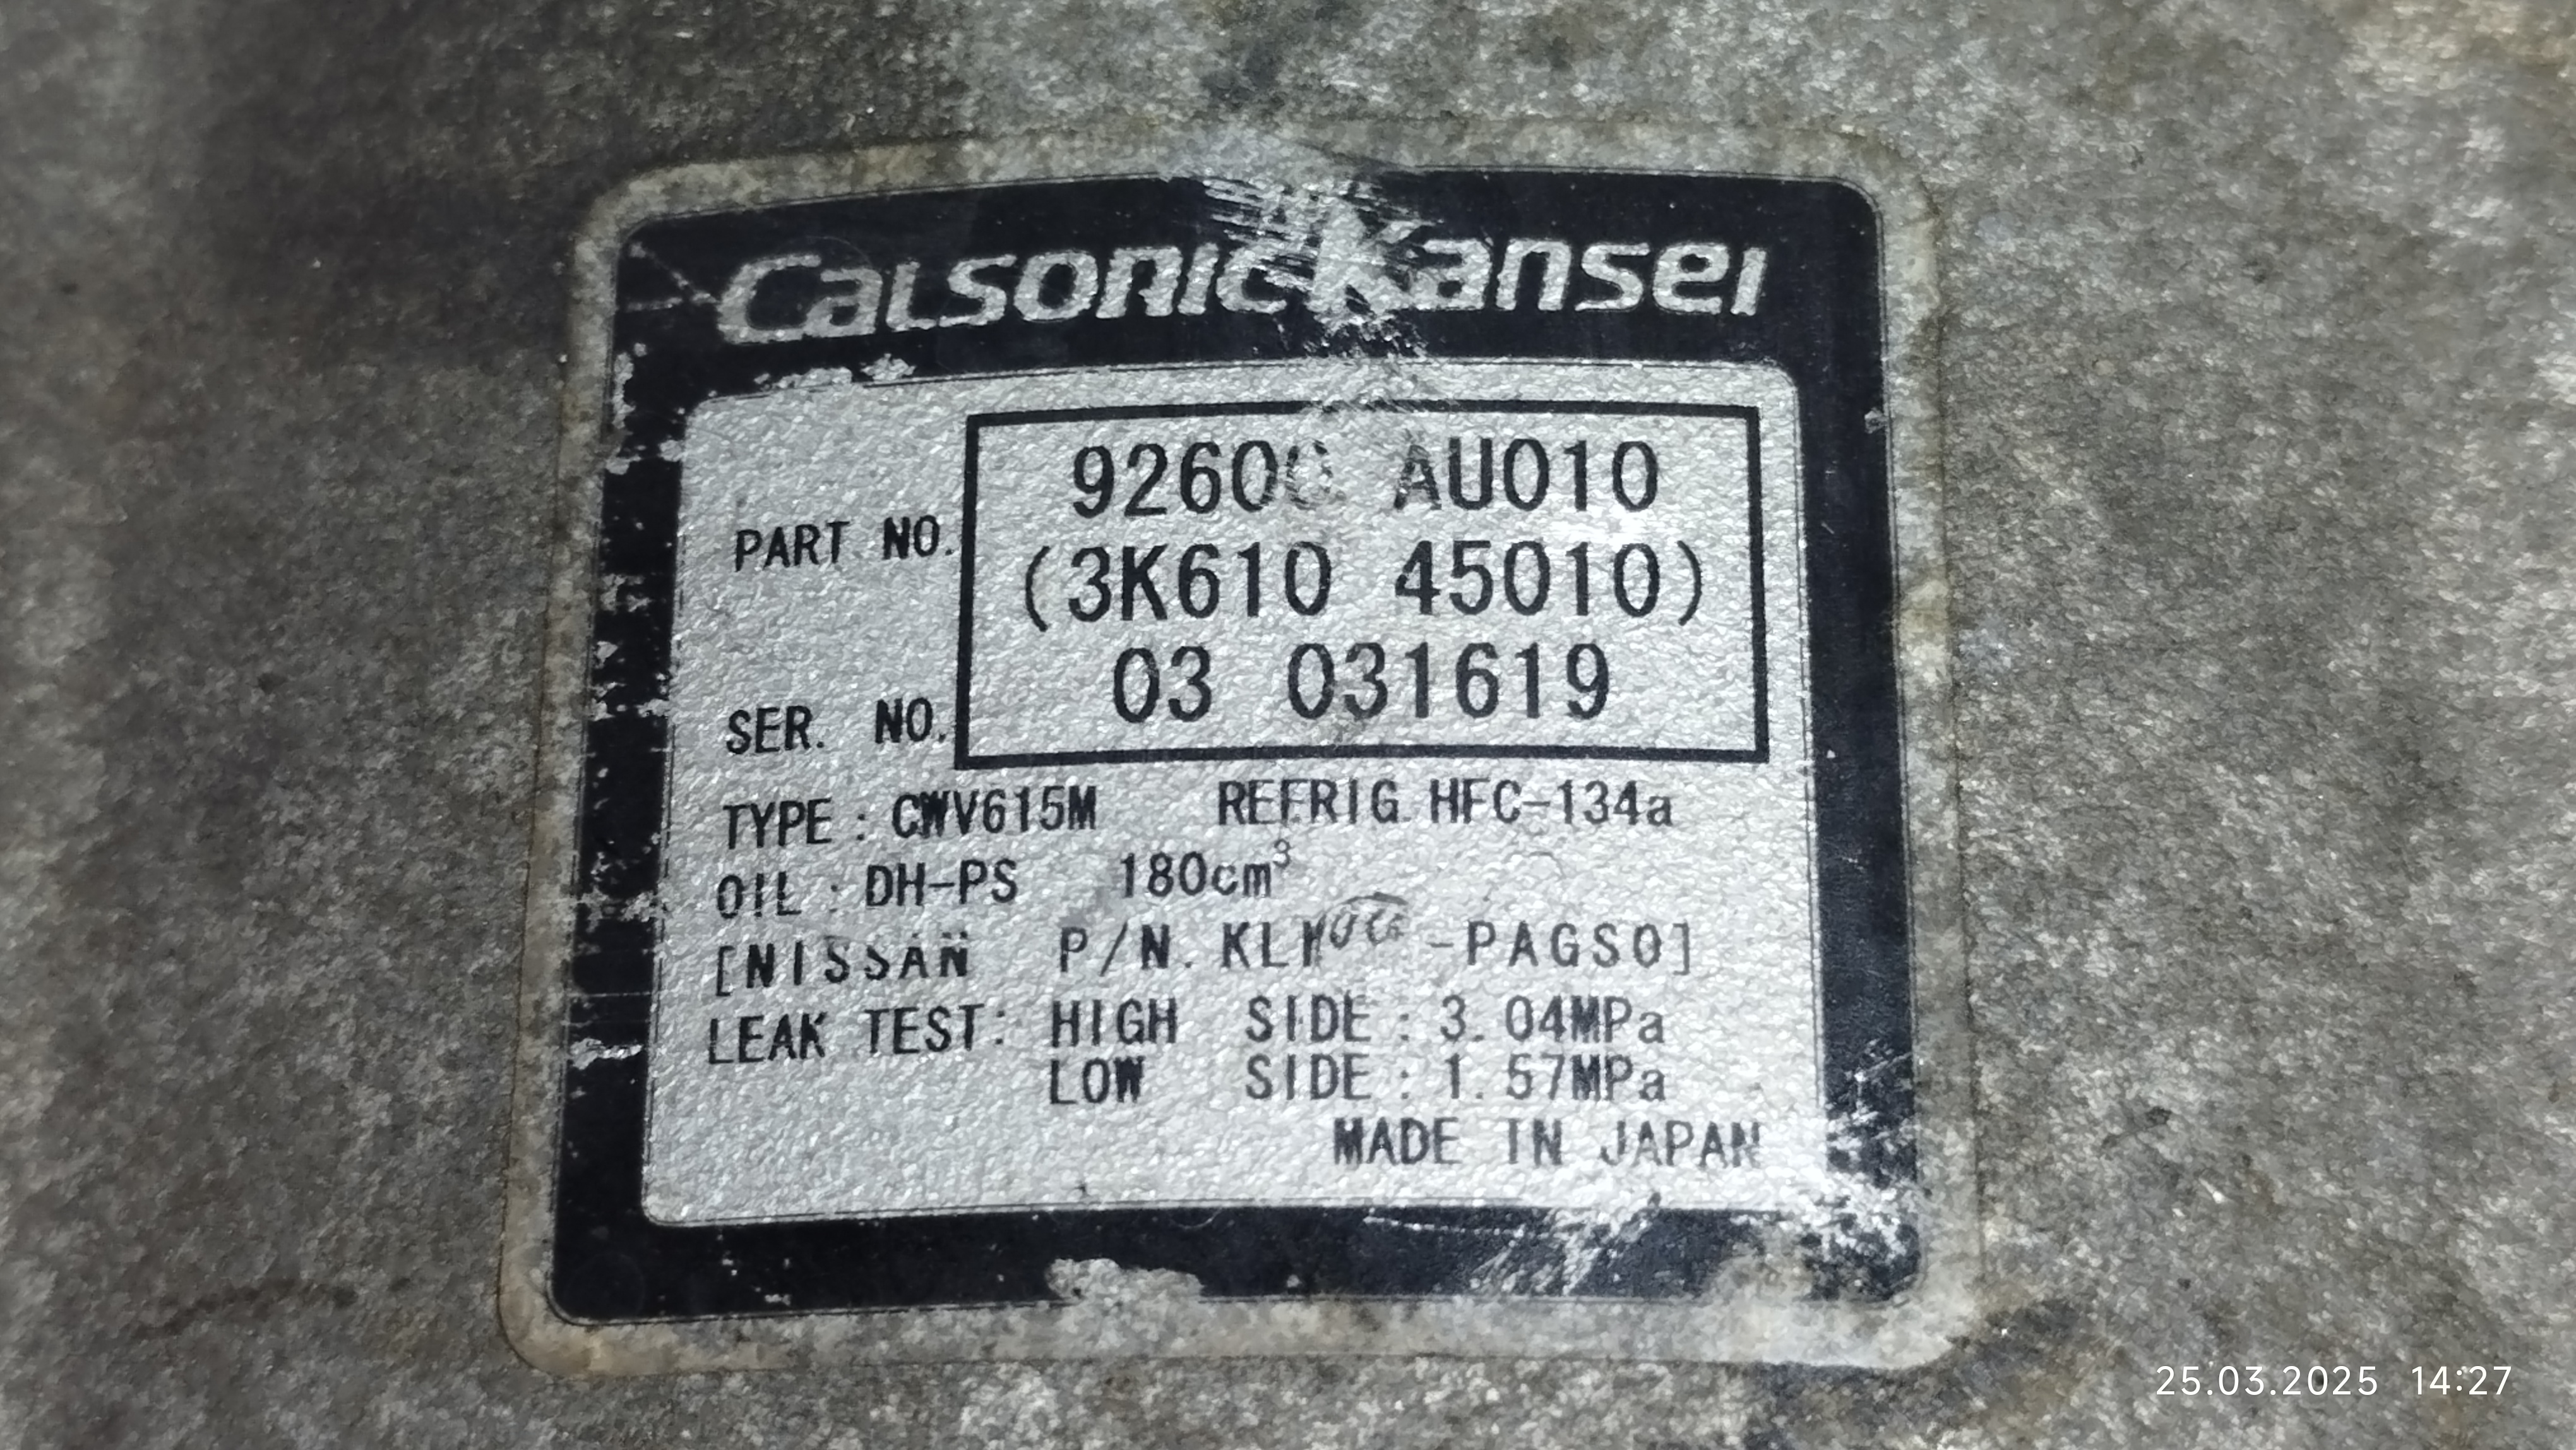 CalsonicKansei
92600 AU010
PART NO. (3K610 45010)
SER. NO. 03 031619
TYPE : CWV615M REFRIG. HFC-134a
OIL : DH-PS 180cm³
[NISSAN P/N. -PAGS0]
LEAK TEST: HIGH SIDE : 3.04MPa
LOW SIDE : 1.57MPa
MADE IN JAPAN
25.03.2025 14:27